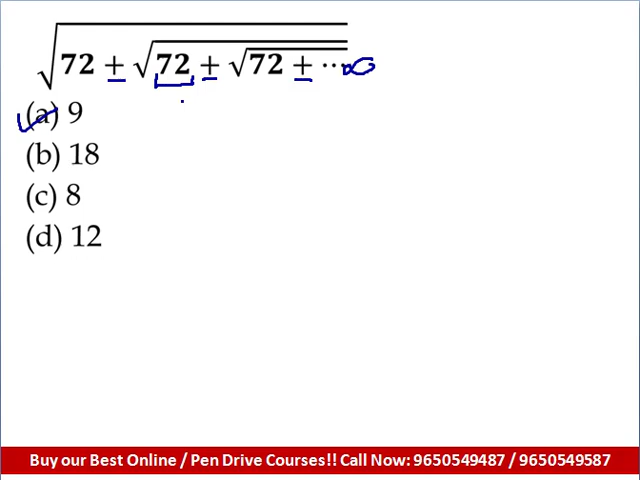 √(72 + √(72 + √(72 + ⋯∞
(a) 9
(b) 18
(c) 8
(d) 12
Buy our Best Online / Pen Drive Courses!! Call Now: 9650549487 / 9650549587